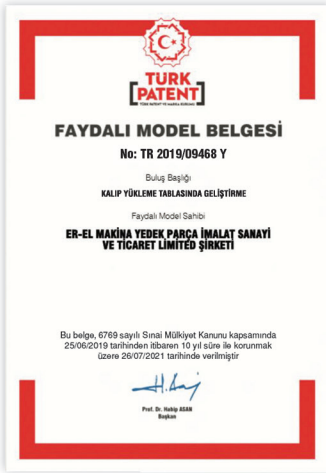 TÜRK
PATENT
TÜRK PATENT VE MARKA KURUMU
FAYDALI MODEL BELGESİ
No: TR 2019/09468 Y
Buluş Başlığı
KALIP YÜKLEME TABLASINDA GELİŞTİRME
Faydalı Model Sahibi
ER-EL MAKİNA YEDEK PARÇA İMALAT SANAYİ
VE TİCARET LİMİTED ŞİRKETİ
Bu belge, 6769 sayılı Sınai Mülkiyet Kanunu kapsamında
25/06/2019 tarihinden itibaren 10 yıl süre ile korunmak
üzere 26/07/2021 tarihinde verilmiştir
Prof. Dr. Habip ASAN
Başkan